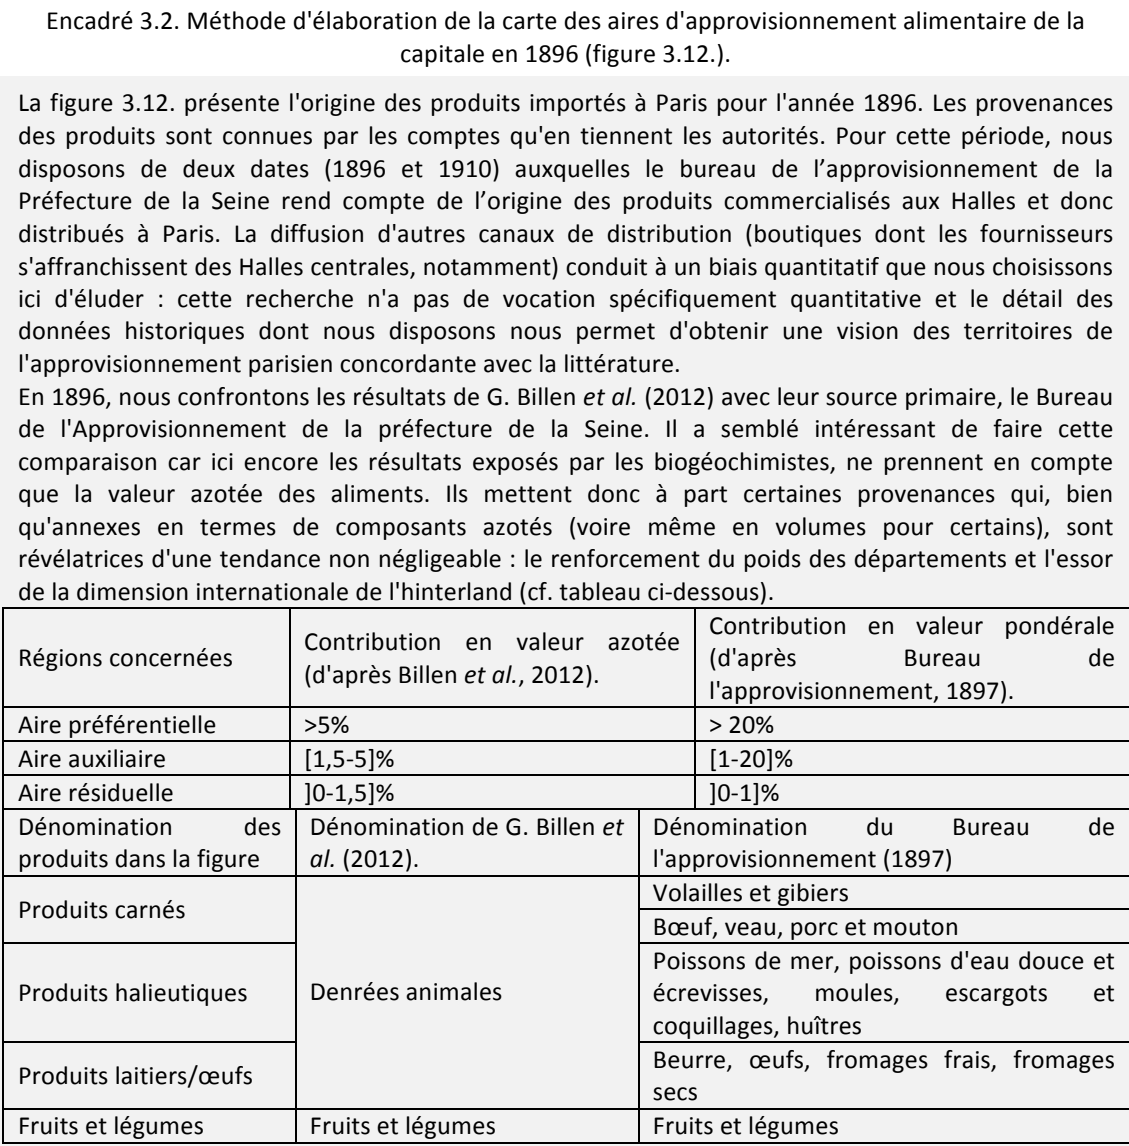 Encadré 3.2. Méthode d'élaboration de la carte des aires d'approvisionnement alimentaire de la
capitale en 1896 (figure 3.12.).
La figure 3.12. présente l'origine des produits importés à Paris pour l'année 1896. Les provenances
des produits sont connues par les comptes qu'en tiennent les autorités. Pour cette période, nous
disposons de deux dates (1896 et 1910) auxquelles le bureau de l’approvisionnement de la
Préfecture de la Seine rend compte de l’origine des produits commercialisés aux Halles et donc
distribués à Paris. La diffusion d'autres canaux de distribution (boutiques dont les fournisseurs
s'affranchissent des Halles centrales, notamment) conduit à un biais quantitatif que nous choisissons
ici d'éluder : cette recherche n'a pas de vocation spécifiquement quantitative et le détail des
données historiques dont nous disposons nous permet d'obtenir une vision des territoires de
l'approvisionnement parisien concordante avec la littérature.
En 1896, nous confrontons les résultats de G. Billen et al. (2012) avec leur source primaire, le Bureau
de l'Approvisionnement de la préfecture de la Seine. Il a semblé intéressant de faire cette
comparaison car ici encore les résultats exposés par les biogéochimistes, ne prennent en compte
que la valeur azotée des aliments. Ils mettent donc à part certaines provenances qui, bien
qu'annexes en termes de composants azotés (voire même en volumes pour certains), sont
révélatrices d'une tendance non négligeable : le renforcement du poids des départements et l'essor
de la dimension internationale de l'hinterland (cf. tableau ci-dessous).
Régions concernées
Contribution en valeur azotée
(d'après Billen et al., 2012).
Contribution en valeur pondérale
(d'après Bureau de
l'approvisionnement, 1897).
Aire préférentielle
>5%
> 20%
Aire auxiliaire
[1,5-5]%
[1-20]%
Aire résiduelle
]0-1,5]%
]0-1]%
Dénomination des
produits dans la figure
Dénomination de G. Billen et
al. (2012).
Dénomination du Bureau de
l'approvisionnement (1897)
Produits carnés
Denrées animales
Volailles et gibiers
Bœuf, veau, porc et mouton
Produits halieutiques
Poissons de mer, poissons d'eau douce et
écrevisses, moules, escargots et
coquillages, huîtres
Produits laitiers/œufs
Beurre, œufs, fromages frais, fromages
secs
Fruits et légumes
Fruits et légumes
Fruits et légumes